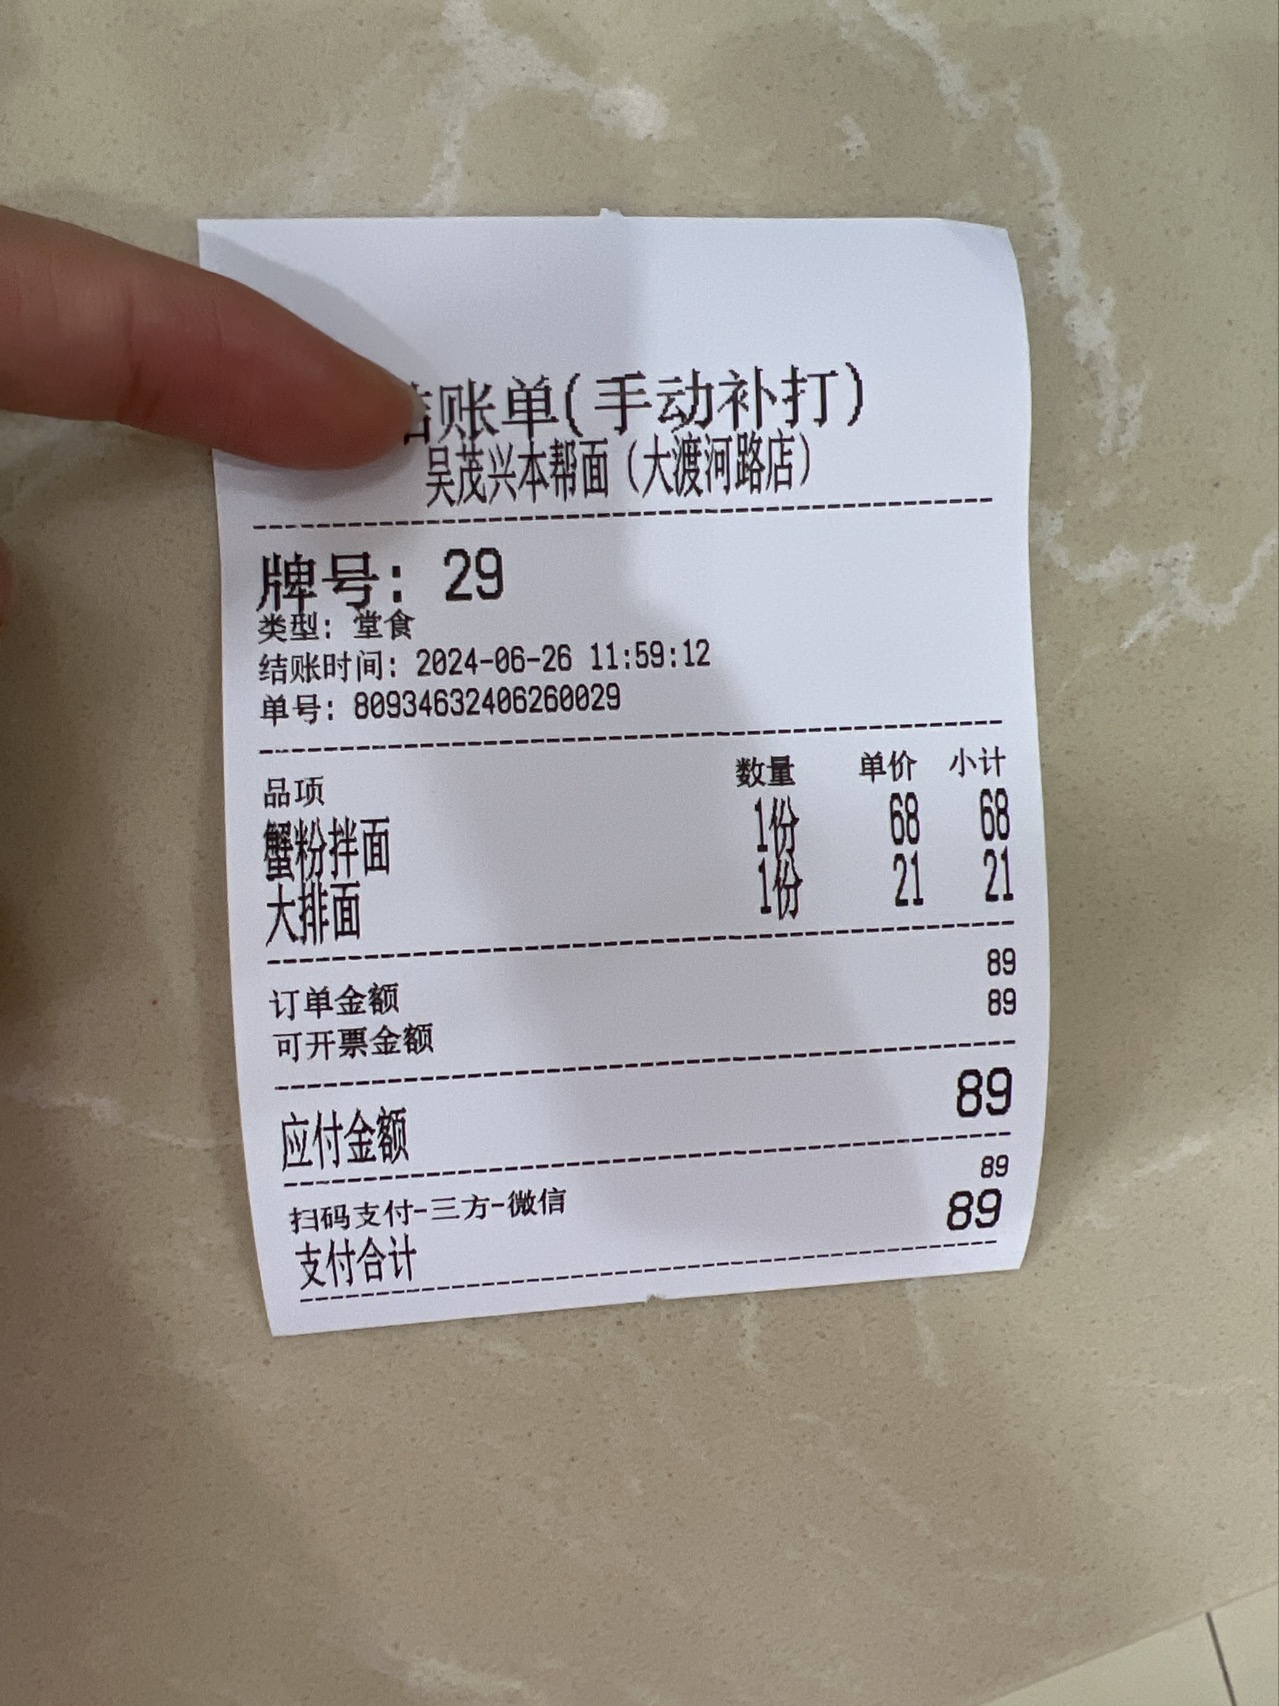 结账单(手动补打)
吴茂兴本帮面（大渡河路店）
牌号: 29
类型: 堂食
结账时间: 2024-06-26 11:59:12
单号: 80934632406260029
品项 数量 单价 小计
蟹粉拌面 1份 68 68
大排面 1份 21 21
订单金额 89
可开票金额 89
应付金额 89
扫码支付-三方-微信 89
支付合计 89